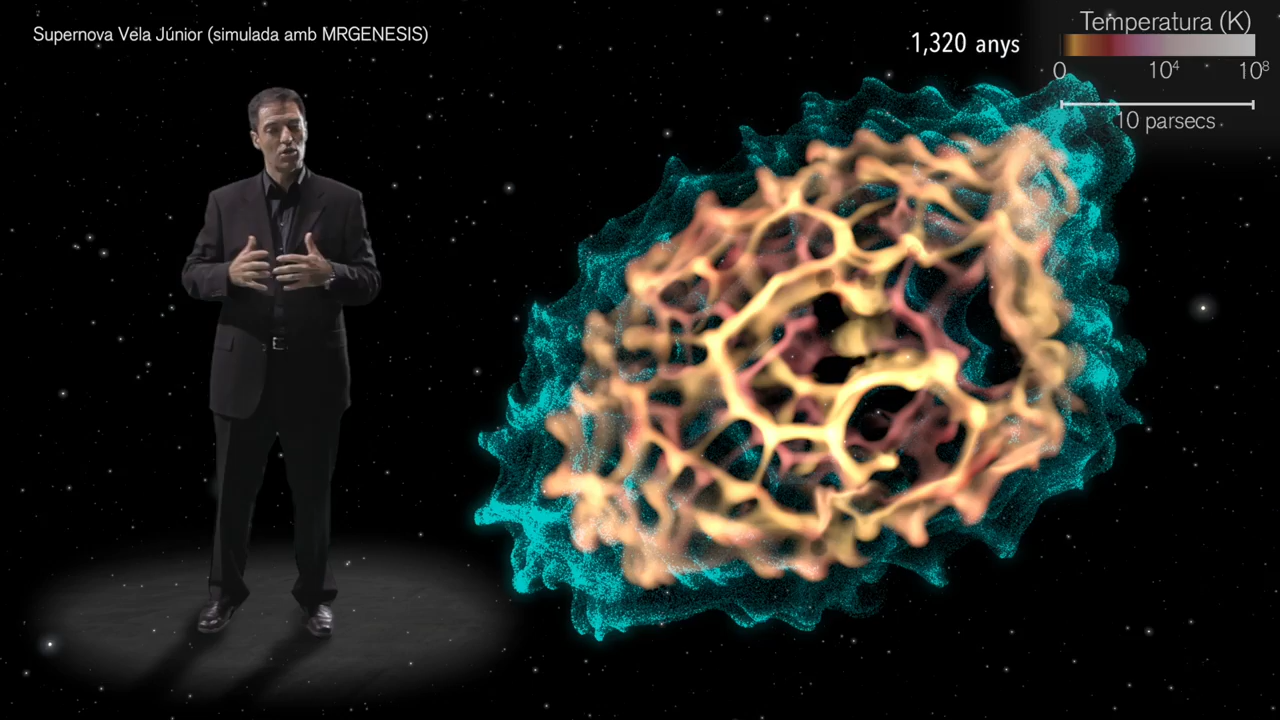 Supernova Vela Júnior (simulada amb MRGENESIS)
1,320 anys
Temperatura (K)
0 10⁴ 10⁸
10 parsecs